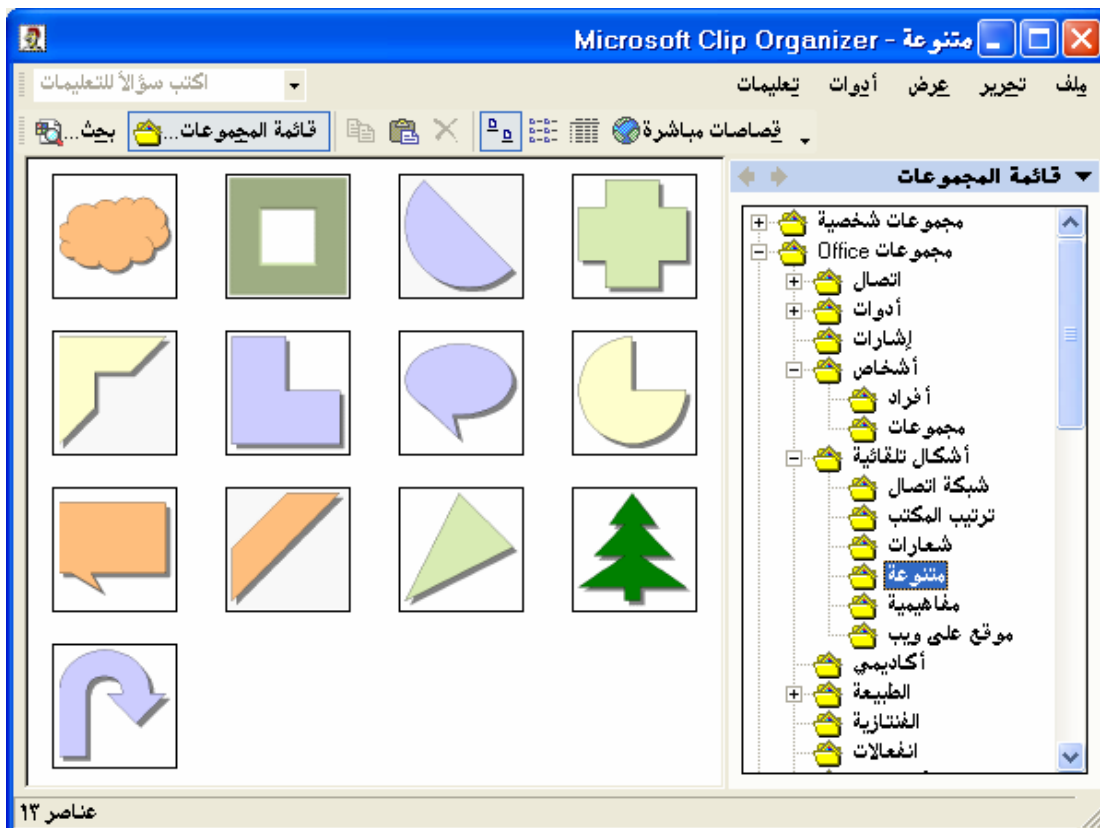 متنوعة - Microsoft Clip Organizer
ملف تحرير عرض أدوات تعليمات اكتب سؤالاً للتعليمات
قصاصات مباشرة قائمة المجموعات... بحث...
قائمة المجموعات
مجموعات شخصية
مجموعات Office
اتصال
أدوات
إشارات
أشخاص
أفراد
مجموعات
أشكال تلقائية
شبكة اتصال
ترتيب المكتب
شعارات
متنوعة
مفاهيمية
موقع على ويب
أكاديمي
الطبيعة
الفنتازية
انفعالات
عناصر ١٣